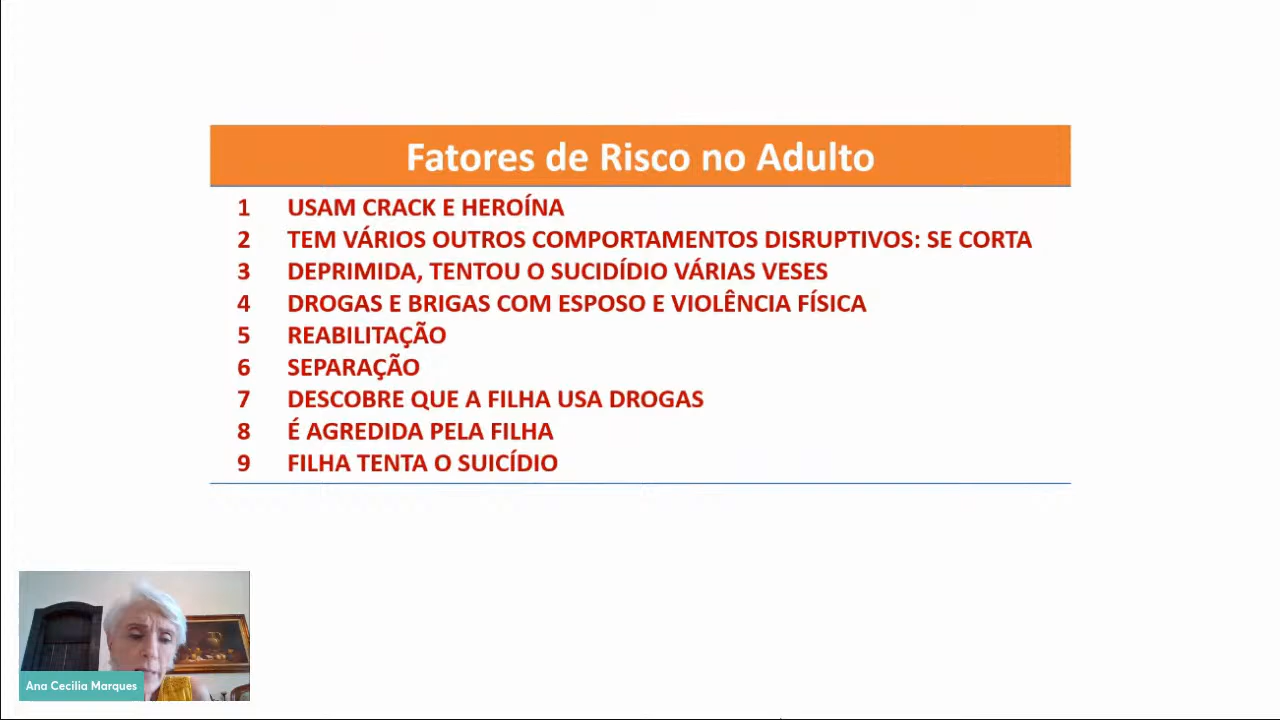 Fatores de Risco no Adulto
1 USAM CRACK E HEROÍNA
2 TEM VÁRIOS OUTROS COMPORTAMENTOS DISRUPTIVOS: SE CORTA
3 DEPRIMIDA, TENTOU O SUCIDÍDIO VÁRIAS VESES
4 DROGAS E BRIGAS COM ESPOSO E VIOLÊNCIA FÍSICA
5 REABILITAÇÃO
6 SEPARAÇÃO
7 DESCOBRE QUE A FILHA USA DROGAS
8 É AGREDIDA PELA FILHA
9 FILHA TENTA O SUICÍDIO
Ana Cecilia Marques